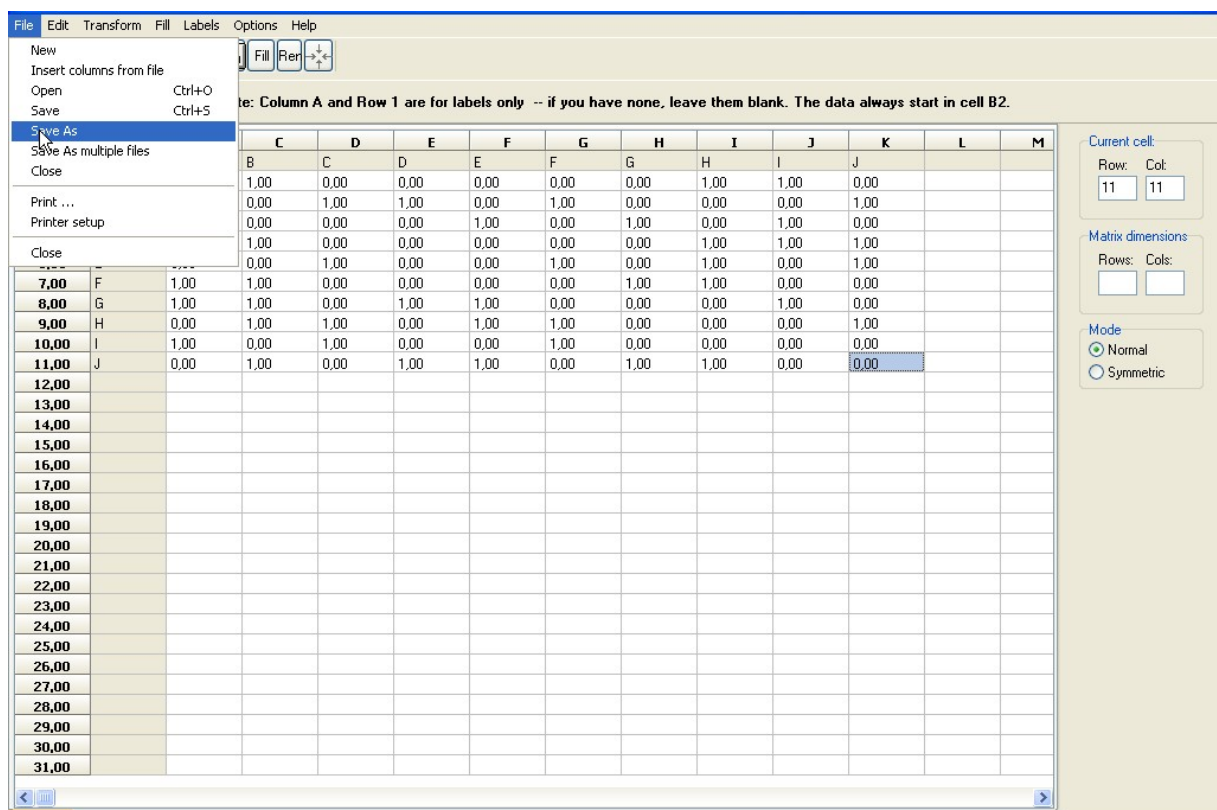 File Edit Transform Fill Labels Options Help
New
Insert columns from file
Open Ctrl+O
Save Ctrl+S
Save As
Save As multiple files
Close
Print ...
Printer setup
Close
Fill Ren
te: Column A and Row 1 are for labels only -- if you have none, leave them blank. The data always start in cell B2.
C D E F G H I J K L M
B C D E F G H I J
1,00 0,00 0,00 0,00 0,00 0,00 1,00 1,00 0,00
0,00 1,00 1,00 0,00 1,00 0,00 0,00 0,00 1,00
0,00 0,00 0,00 1,00 0,00 1,00 0,00 1,00 0,00
1,00 0,00 0,00 0,00 0,00 0,00 1,00 1,00 1,00
0,00 1,00 0,00 0,00 1,00 0,00 1,00 0,00 1,00
7,00 F 1,00 1,00 0,00 0,00 0,00 1,00 1,00 0,00 0,00
8,00 G 1,00 1,00 0,00 1,00 1,00 0,00 0,00 1,00 0,00
9,00 H 0,00 1,00 1,00 0,00 1,00 1,00 0,00 0,00 0,00 1,00
10,00 I 1,00 0,00 1,00 0,00 0,00 1,00 0,00 0,00 0,00 0,00
11,00 J 0,00 1,00 0,00 1,00 1,00 0,00 1,00 1,00 0,00 0,00
12,00
13,00
14,00
15,00
16,00
17,00
18,00
19,00
20,00
21,00
22,00
23,00
24,00
25,00
26,00
27,00
28,00
29,00
30,00
31,00
Current cell:
Row: Col:
11 11
Matrix dimensions
Rows: Cols:
Mode
Normal
Symmetric